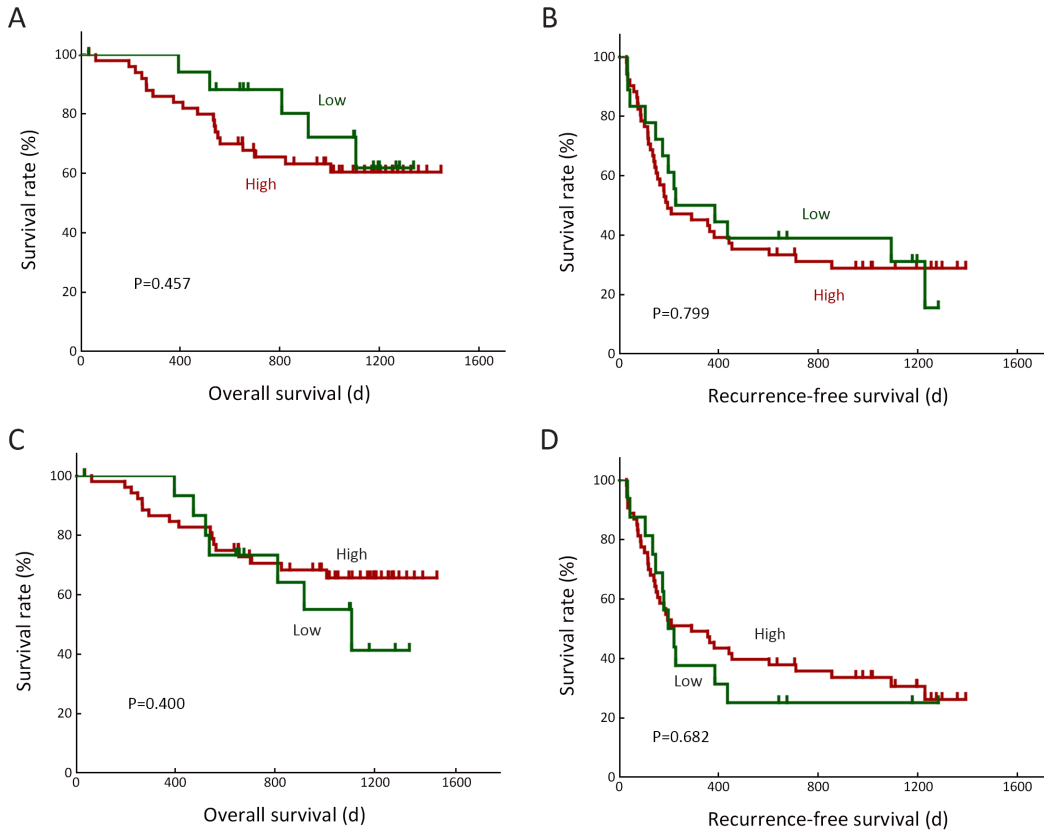 A
100
80
60
40
20
0
Survival rate (%)
Low
High
P=0.457
0
400
800
1200
1600
Overall survival (d)
B
100
80
60
40
20
0
Survival rate (%)
Low
High
P=0.799
0
400
800
1200
1600
Recurrence-free survival (d)
C
100
80
60
40
20
0
Survival rate (%)
High
Low
P=0.400
0
400
800
1200
1600
Overall survival (d)
D
100
80
60
40
20
0
Survival rate (%)
High
Low
P=0.682
0
400
800
1200
1600
Recurrence-free survival (d)